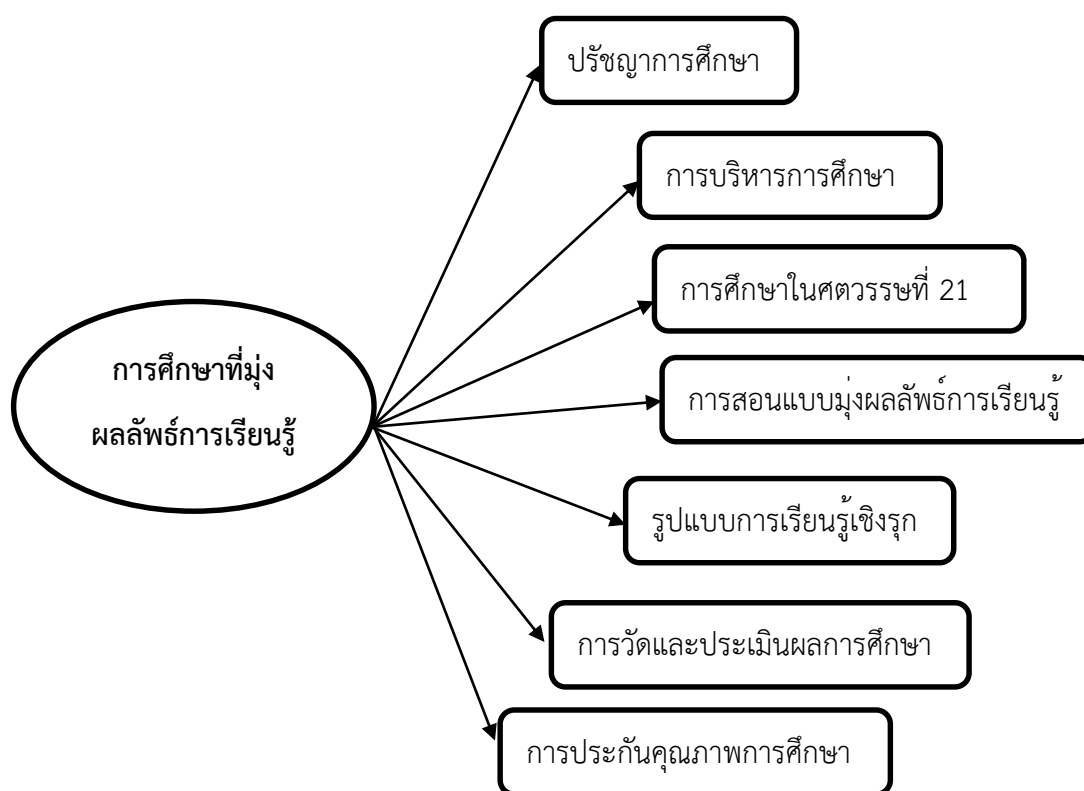 ปรัชญาการศึกษา
การบริหารการศึกษา
การศึกษาในศตวรรษที่ 21
การศึกษาที่มุ่ง
ผลลัพธ์การเรียนรู้
การสอนแบบมุ่งผลลัพธ์การเรียนรู้
รูปแบบการเรียนรู้เชิงรุก
การวัดและประเมินผลการศึกษา
การประกันคุณภาพการศึกษา